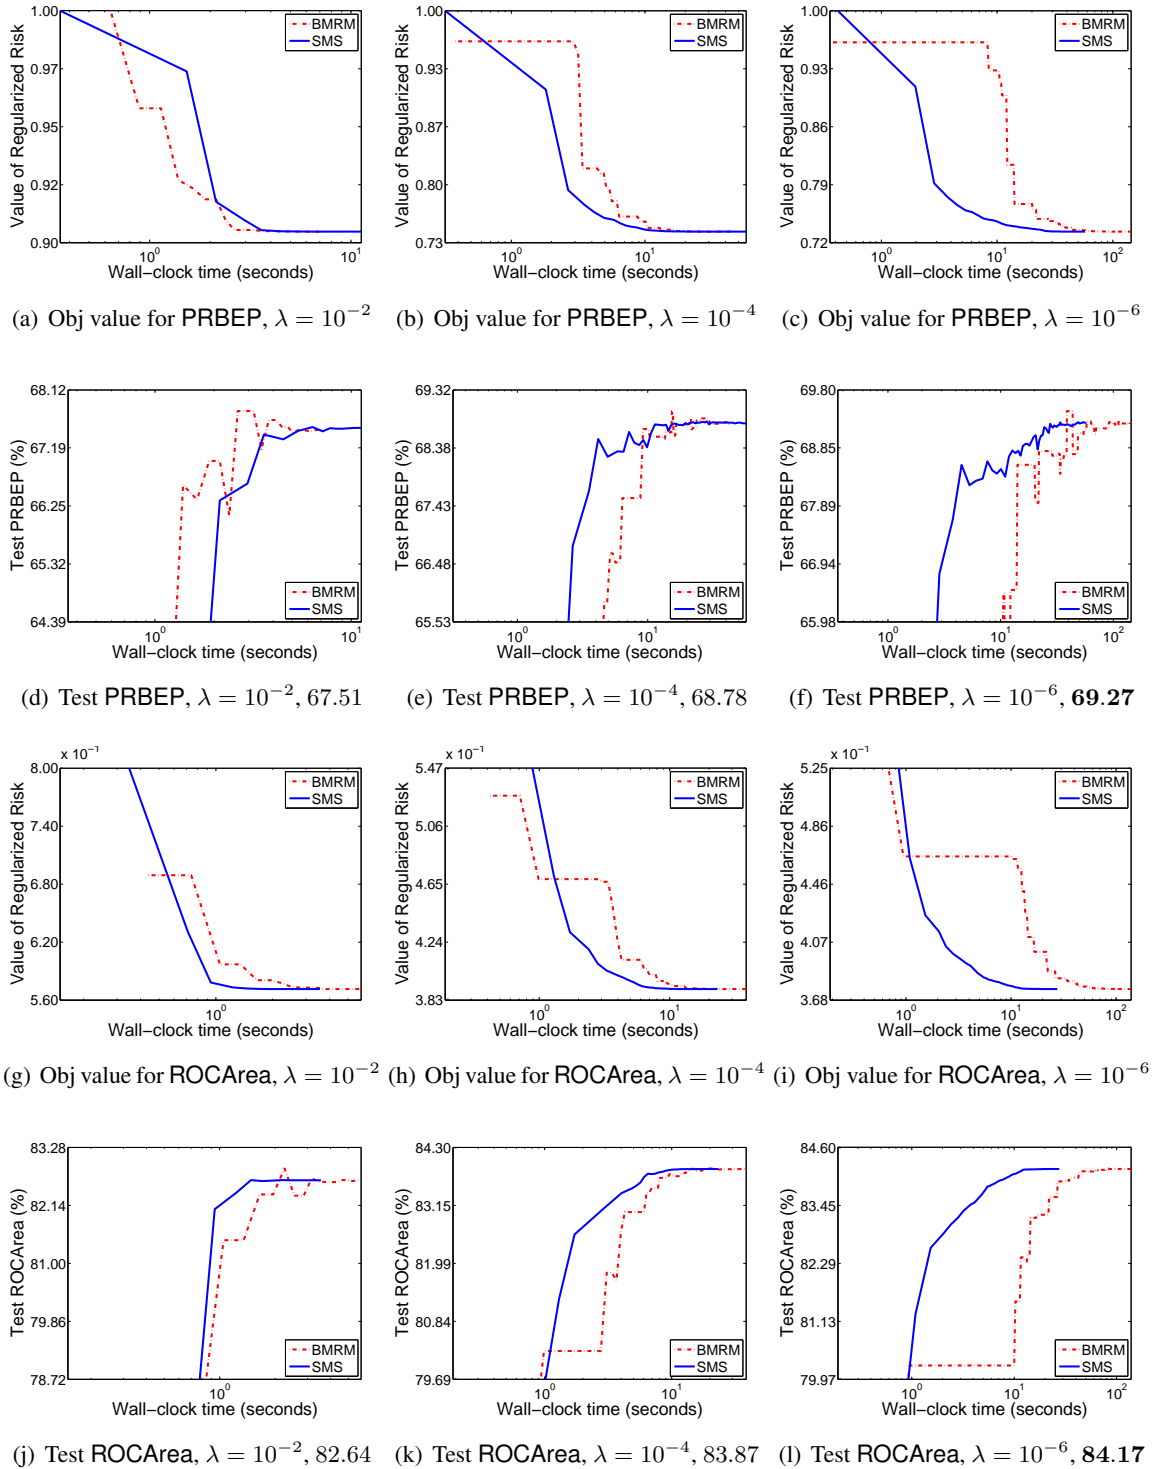 1.00
0.97
0.95
0.92
0.90
Value of Regularized Risk
10^0
10^1
Wall−clock time (seconds)
BMRM
SMS
(a) Obj value for PRBEP, λ = 10^−2
1.00
0.93
0.87
0.80
0.73
Value of Regularized Risk
10^0
10^1
Wall−clock time (seconds)
BMRM
SMS
(b) Obj value for PRBEP, λ = 10^−4
1.00
0.93
0.86
0.79
0.72
Value of Regularized Risk
10^0
10^1
10^2
Wall−clock time (seconds)
BMRM
SMS
(c) Obj value for PRBEP, λ = 10^−6
68.12
67.19
66.25
65.32
64.39
Test PRBEP (%)
10^0
10^1
Wall−clock time (seconds)
BMRM
SMS
(d) Test PRBEP, λ = 10^−2, 67.51
69.32
68.38
67.43
66.48
65.53
Test PRBEP (%)
10^0
10^1
Wall−clock time (seconds)
BMRM
SMS
(e) Test PRBEP, λ = 10^−4, 68.78
69.80
68.85
67.89
66.94
65.98
Test PRBEP (%)
10^0
10^1
10^2
Wall−clock time (seconds)
BMRM
SMS
(f) Test PRBEP, λ = 10^−6, 69.27
x 10^−1
8.00
7.40
6.80
6.20
5.60
Value of Regularized Risk
10^0
Wall−clock time (seconds)
BMRM
SMS
(g) Obj value for ROCArea, λ = 10^−2
x 10^−1
5.47
5.06
4.65
4.24
3.83
Value of Regularized Risk
10^0
10^1
Wall−clock time (seconds)
BMRM
SMS
(h) Obj value for ROCArea, λ = 10^−4
x 10^−1
5.25
4.86
4.46
4.07
3.68
Value of Regularized Risk
10^0
10^1
10^2
Wall−clock time (seconds)
BMRM
SMS
(i) Obj value for ROCArea, λ = 10^−6
83.28
82.14
81.00
79.86
78.72
Test ROCArea (%)
10^0
Wall−clock time (seconds)
BMRM
SMS
(j) Test ROCArea, λ = 10^−2, 82.64
84.30
83.15
81.99
80.84
79.69
Test ROCArea (%)
10^0
10^1
Wall−clock time (seconds)
BMRM
SMS
(k) Test ROCArea, λ = 10^−4, 83.87
84.60
83.45
82.29
81.13
79.97
Test ROCArea (%)
10^0
10^1
10^2
Wall−clock time (seconds)
BMRM
SMS
(l) Test ROCArea, λ = 10^−6, 84.17